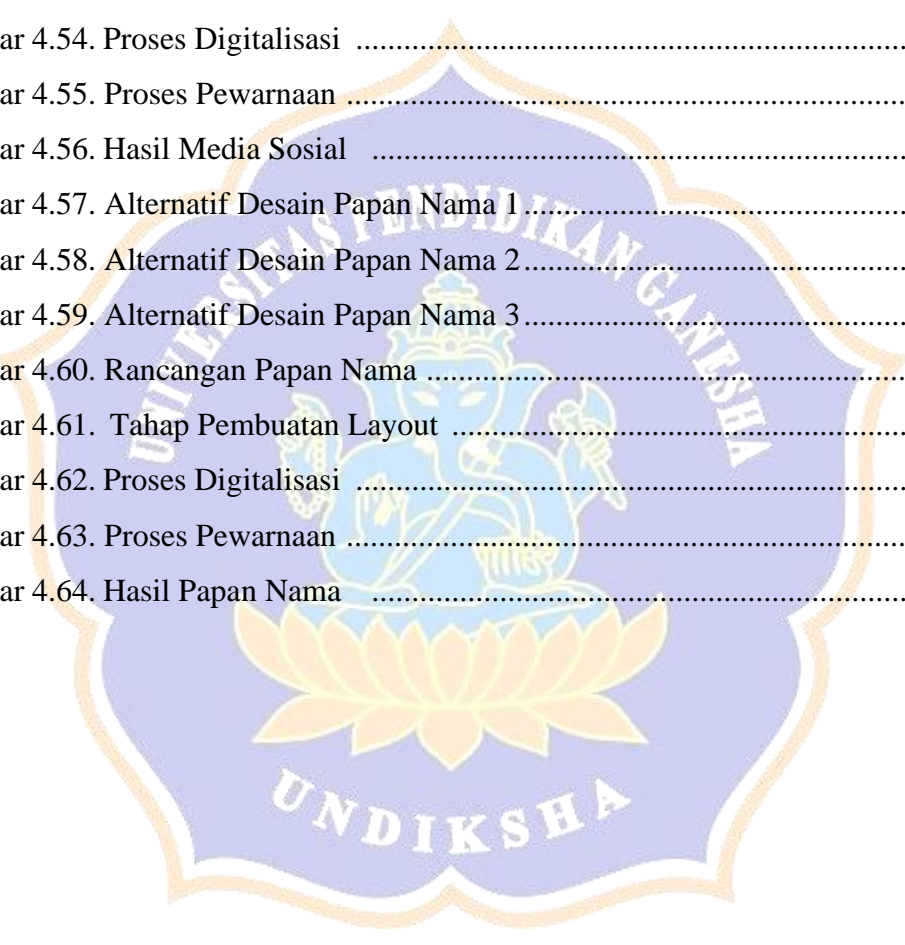 ar 4.54. Proses Digitalisasi ........................................................................
ar 4.55. Proses Pewarnaan ........................................................................
ar 4.56. Hasil Media Sosial ........................................................................
ar 4.57. Alternatif Desain Papan Nama 1 ................................................
ar 4.58. Alternatif Desain Papan Nama 2 ................................................
ar 4.59. Alternatif Desain Papan Nama 3 ................................................
ar 4.60. Rancangan Papan Nama ............................................................
ar 4.61. Tahap Pembuatan Layout .........................................................
ar 4.62. Proses Digitalisasi .....................................................................
ar 4.63. Proses Pewarnaan ......................................................................
ar 4.64. Hasil Papan Nama ...................................................................
UNIVERSITAS PENDIDIKAN GANESHA
UNDIKSHA